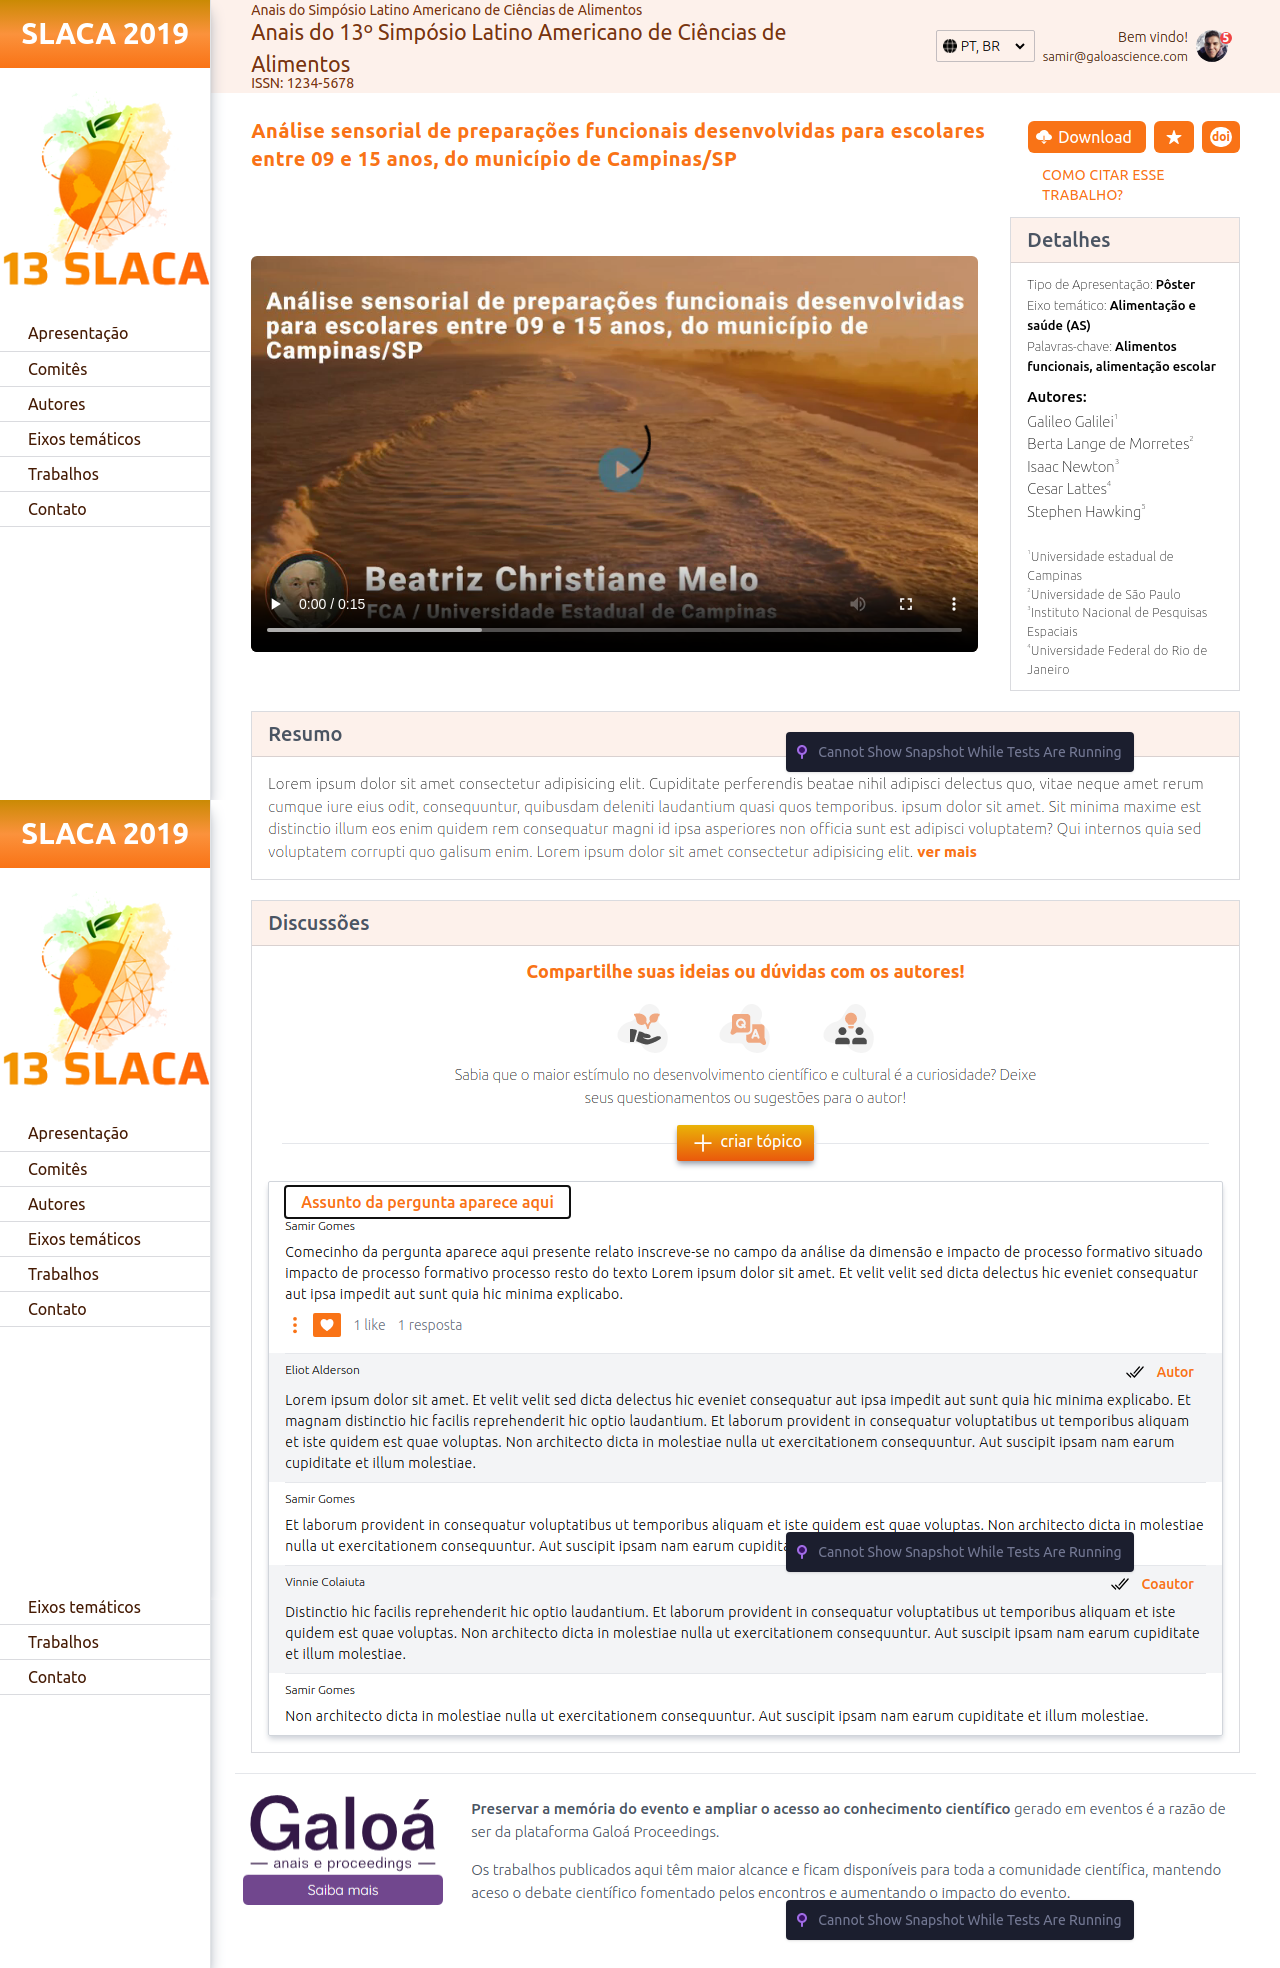 SLACA 2019
13 SLACA
Apresentação
Comitês
Autores
Eixos temáticos
Trabalhos
Contato
Anais do Simpósio Latino Americano de Ciências de Alimentos
Anais do 13º Simpósio Latino Americano de Ciências de
Alimentos
ISSN: 1234-5678
PT, BR
Bem vindo!
samir@galoascience.com
5
Análise sensorial de preparações funcionais desenvolvidas para escolares
entre 09 e 15 anos, do município de Campinas/SP
Download
doi
COMO CITAR ESSE
TRABALHO?
Análise sensorial de preparações funcionais desenvolvidas
para escolares entre 09 e 15 anos, do município de
Campinas/SP
Beatriz Christiane Melo
FCA / Universidade Estadual de Campinas
0:00 / 0:15
Detalhes
Tipo de Apresentação: Pôster
Eixo temático: Alimentação e
saúde (AS)
Palavras-chave: Alimentos
funcionais, alimentação escolar
Autores:
Galileo Galilei1
Berta Lange de Morretes2
Isaac Newton3
Cesar Lattes4
Stephen Hawking5
1Universidade estadual de
Campinas
2Universidade de São Paulo
3Instituto Nacional de Pesquisas
Espaciais
4Universidade Federal do Rio de
Janeiro
Resumo
Cannot Show Snapshot While Tests Are Running
Lorem ipsum dolor sit amet consectetur adipisicing elit. Cupiditate perferendis beatae nihil adipisci delectus quo, vitae neque amet rerum
cumque iure eius odit, consequuntur, quibusdam deleniti laudantium quasi quos temporibus. ipsum dolor sit amet. Sit minima maxime est
distinctio illum eos enim quidem rem consequatur magni id ipsa asperiores non officia sunt est adipisci voluptatem? Qui internos quia sed
voluptatem corrupti quo galisum enim. Lorem ipsum dolor sit amet consectetur adipisicing elit. ver mais
SLACA 2019
13 SLACA
Apresentação
Comitês
Autores
Eixos temáticos
Trabalhos
Contato
Discussões
Compartilhe suas ideias ou dúvidas com os autores!
Q
A
Sabia que o maior estímulo no desenvolvimento científico e cultural é a curiosidade? Deixe
seus questionamentos ou sugestões para o autor!
criar tópico
Assunto da pergunta aparece aqui
Samir Gomes
Comecinho da pergunta aparece aqui presente relato inscreve-se no campo da análise da dimensão e impacto de processo formativo situado
impacto de processo formativo processo resto do texto Lorem ipsum dolor sit amet. Et velit velit sed dicta delectus hic eveniet consequatur
aut ipsa impedit aut sunt quia hic minima explicabo.
1 like 1 resposta
Eliot Alderson
Autor
Lorem ipsum dolor sit amet. Et velit velit sed dicta delectus hic eveniet consequatur aut ipsa impedit aut sunt quia hic minima explicabo. Et
magnam distinctio hic facilis reprehenderit hic optio laudantium. Et laborum provident in consequatur voluptatibus ut temporibus aliquam
et iste quidem est quae voluptas. Non architecto dicta in molestiae nulla ut exercitationem consequuntur. Aut suscipit ipsam nam earum
cupiditate et illum molestiae.
Samir Gomes
Et laborum provident in consequatur voluptatibus ut temporibus aliquam et iste quidem est quae voluptas. Non architecto dicta in molestiae
nulla ut exercitationem consequuntur. Aut suscipit ipsam nam earum
Cannot Show Snapshot While Tests Are Running
Vinnie Colaiuta
Coautor
Distinctio hic facilis reprehenderit hic optio laudantium. Et laborum provident in consequatur voluptatibus ut temporibus aliquam et iste
quidem est quae voluptas. Non architecto dicta in molestiae nulla ut exercitationem consequuntur. Aut suscipit ipsam nam earum cupiditate
et illum molestiae.
Samir Gomes
Non architecto dicta in molestiae nulla ut exercitationem consequuntur. Aut suscipit ipsam nam earum cupiditate et illum molestiae.
Eixos temáticos
Trabalhos
Contato
Galoá
anais e proceedings
Saiba mais
Preservar a memória do evento e ampliar o acesso ao conhecimento científico gerado em eventos é a razão de
ser da plataforma Galoá Proceedings.
Os trabalhos publicados aqui têm maior alcance e ficam disponíveis para toda a comunidade científica, mantendo
aceso o debate científico fomentado pelos encontros e aumentando o impacto do evento.
Cannot Show Snapshot While Tests Are Running